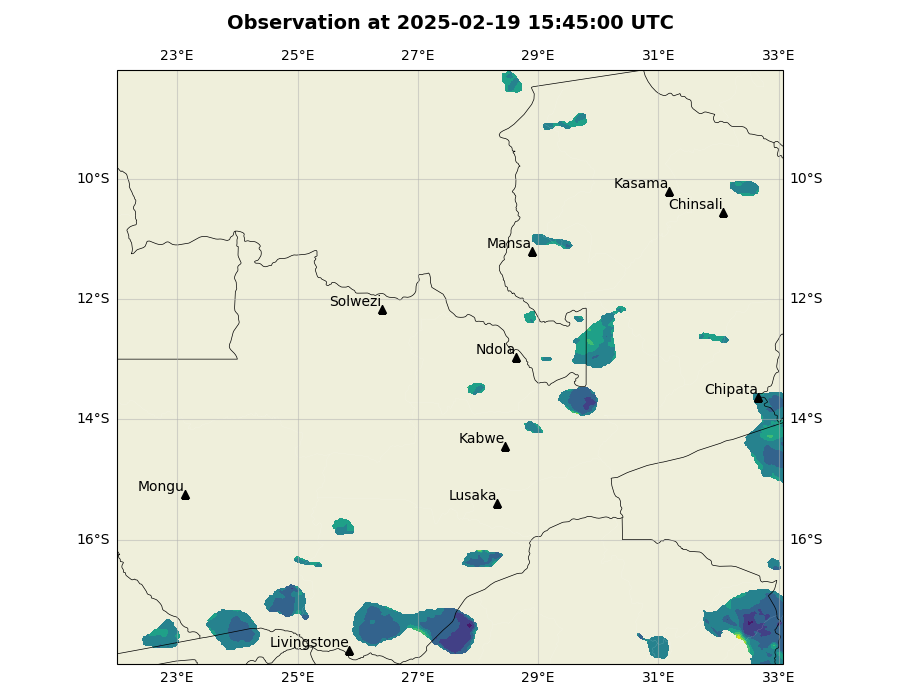 Observation at 2025-02-19 15:45:00 UTC
23°E 25°E 27°E 29°E 31°E 33°E
10°S 10°S
Kasama
Chinsali
Mansa
12°S 12°S
Solwezi
Ndola
Chipata
14°S 14°S
Kabwe
Mongu
Lusaka
16°S 16°S
Livingstone
23°E 25°E 27°E 29°E 31°E 33°E